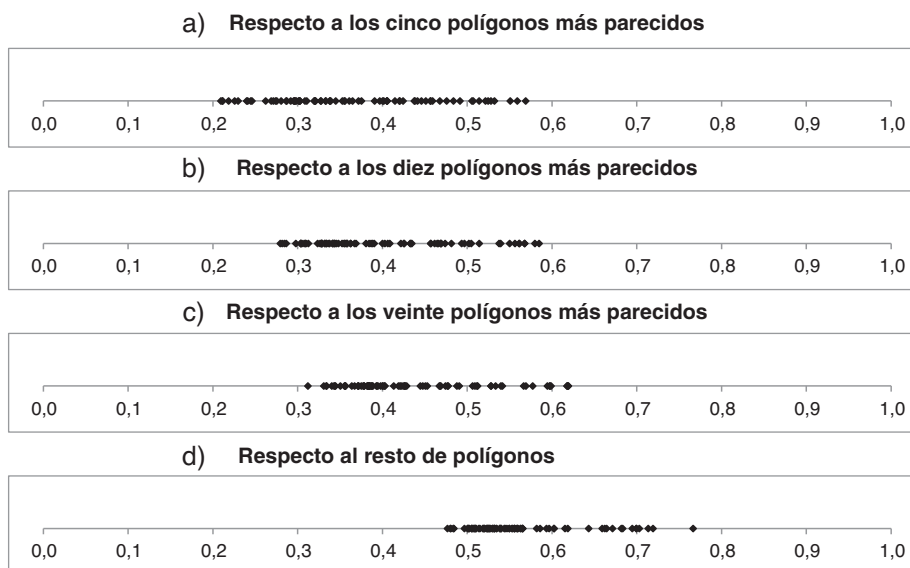 a) Respecto a los cinco polígonos más parecidos
0,0 0,1 0,2 0,3 0,4 0,5 0,6 0,7 0,8 0,9 1,0
b) Respecto a los diez polígonos más parecidos
0,0 0,1 0,2 0,3 0,4 0,5 0,6 0,7 0,8 0,9 1,0
c) Respecto a los veinte polígonos más parecidos
0,0 0,1 0,2 0,3 0,4 0,5 0,6 0,7 0,8 0,9 1,0
d) Respecto al resto de polígonos
0,0 0,1 0,2 0,3 0,4 0,5 0,6 0,7 0,8 0,9 1,0